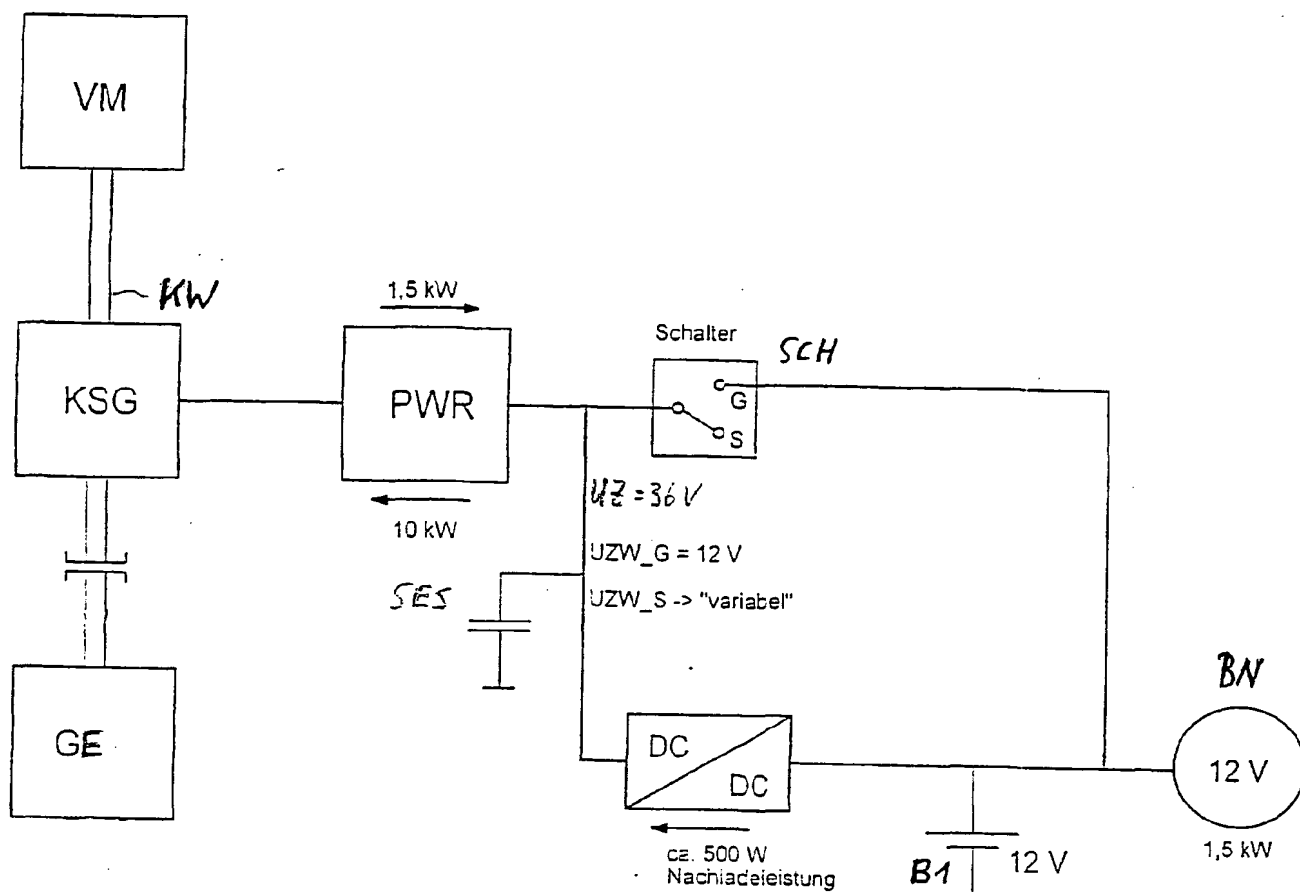 VM
KW
1,5 kW
Schalter
SCH
KSG
PWR
G
S
10 kW
UZ = 36 V
UZW_G = 12 V
UZW_S -> "variabel"
SES
BN
GE
DC
DC
12 V
ca. 500 W
Nachladeleistung
B1
12 V
1,5 kW